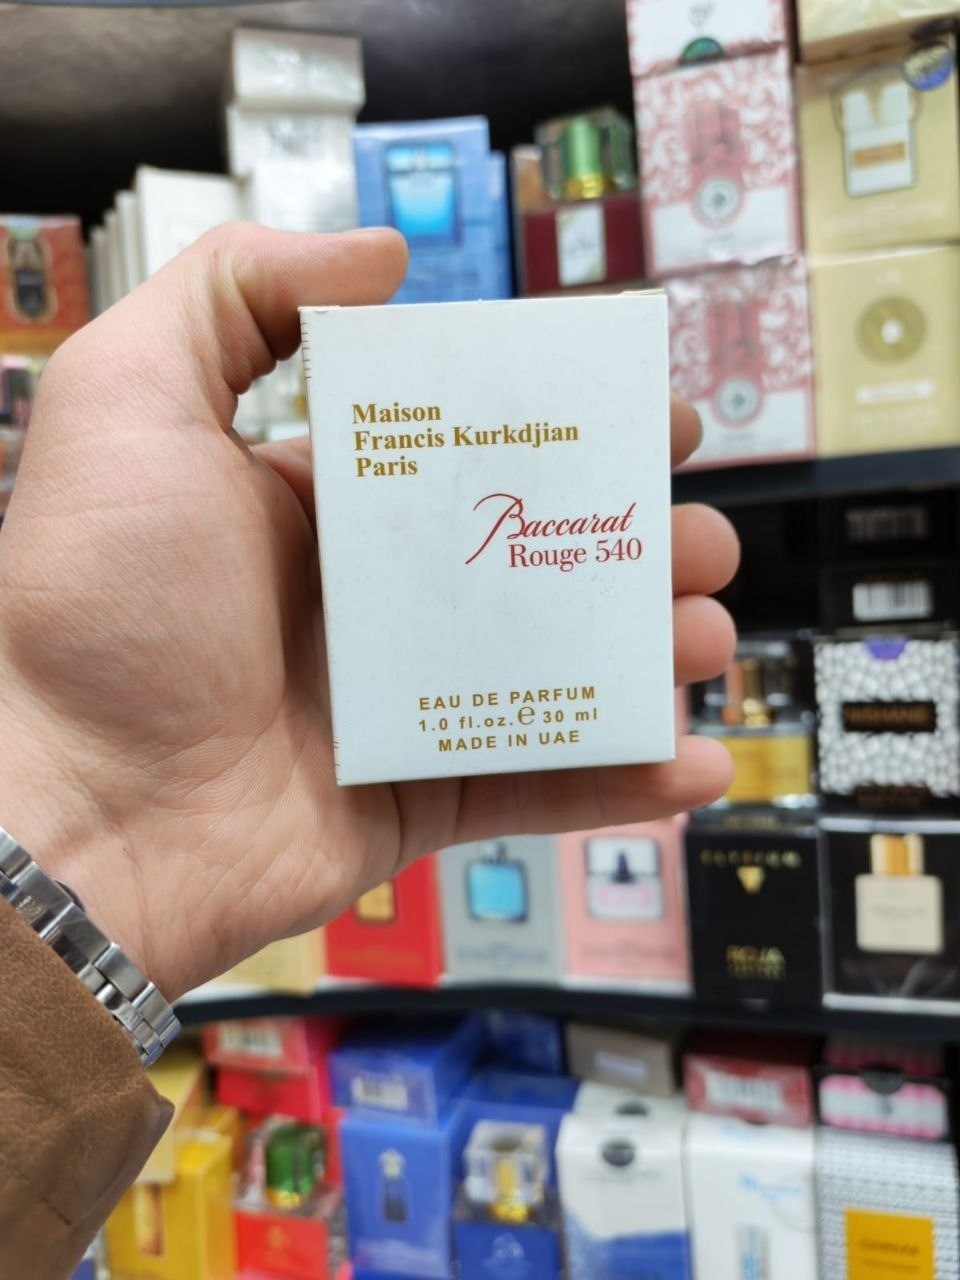 Maison
Francis Kurkdjian
Paris
Baccarat
Rouge 540
EAU DE PARFUM
1.0 fl.oz.℮ 30 ml
MADE IN UAE
ROJA